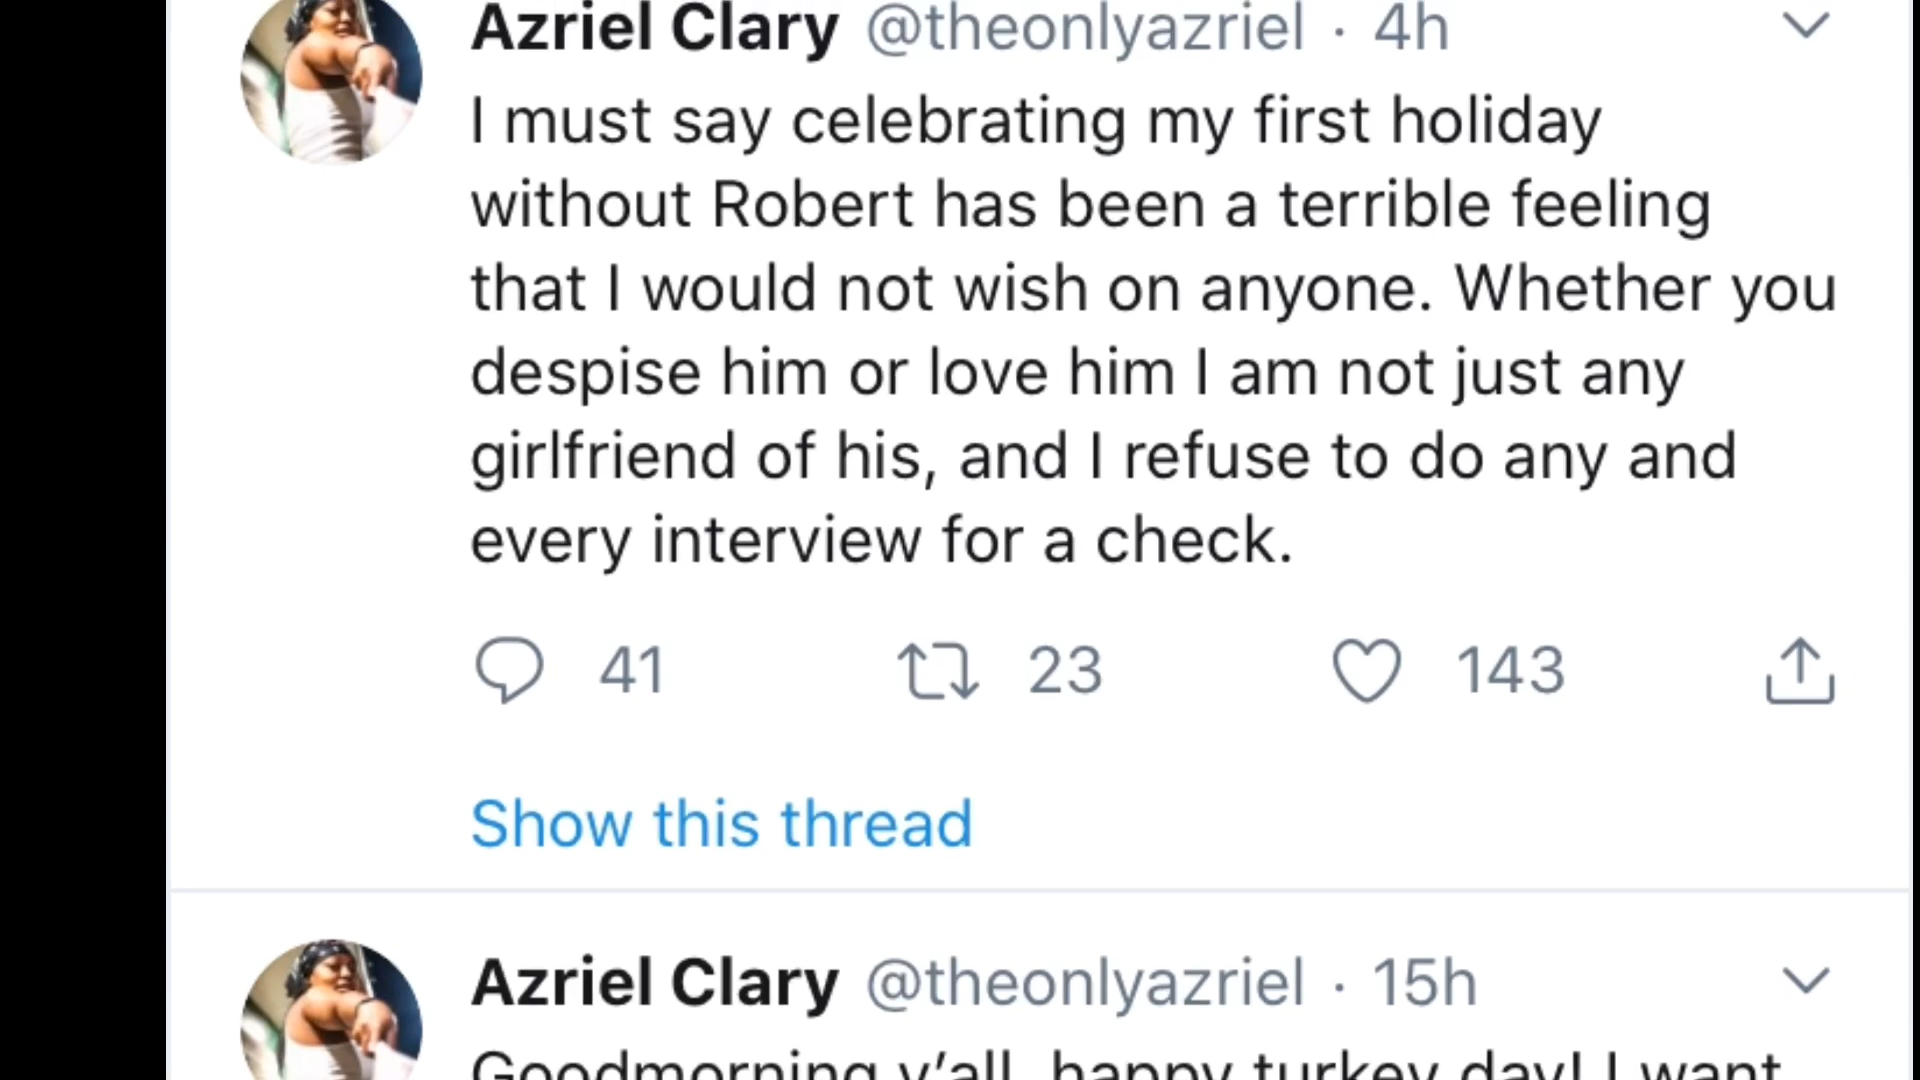 Azriel Clary @theonlyazriel · 4h
I must say celebrating my first holiday
without Robert has been a terrible feeling
that I would not wish on anyone. Whether you
despise him or love him I am not just any
girlfriend of his, and I refuse to do any and
every interview for a check.
41 23 143
Show this thread
Azriel Clary @theonlyazriel · 15h
Goodmorning y’all, happy turkey day! I want